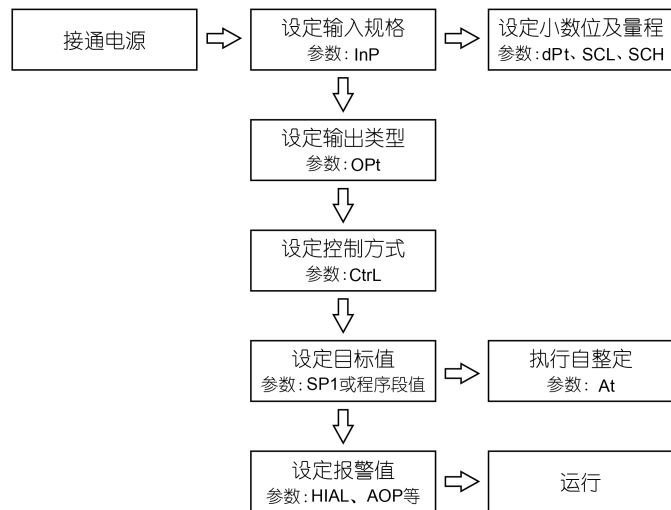 接通电源
设定输入规格
参数: InP
设定小数位及量程
参数:dPt、SCL、SCH
设定输出类型
参数:OPt
设定控制方式
参数:CtrL
设定目标值
参数: SP1或程序段值
执行自整定
参数: At
设定报警值
参数: HIAL、AOP等
运行